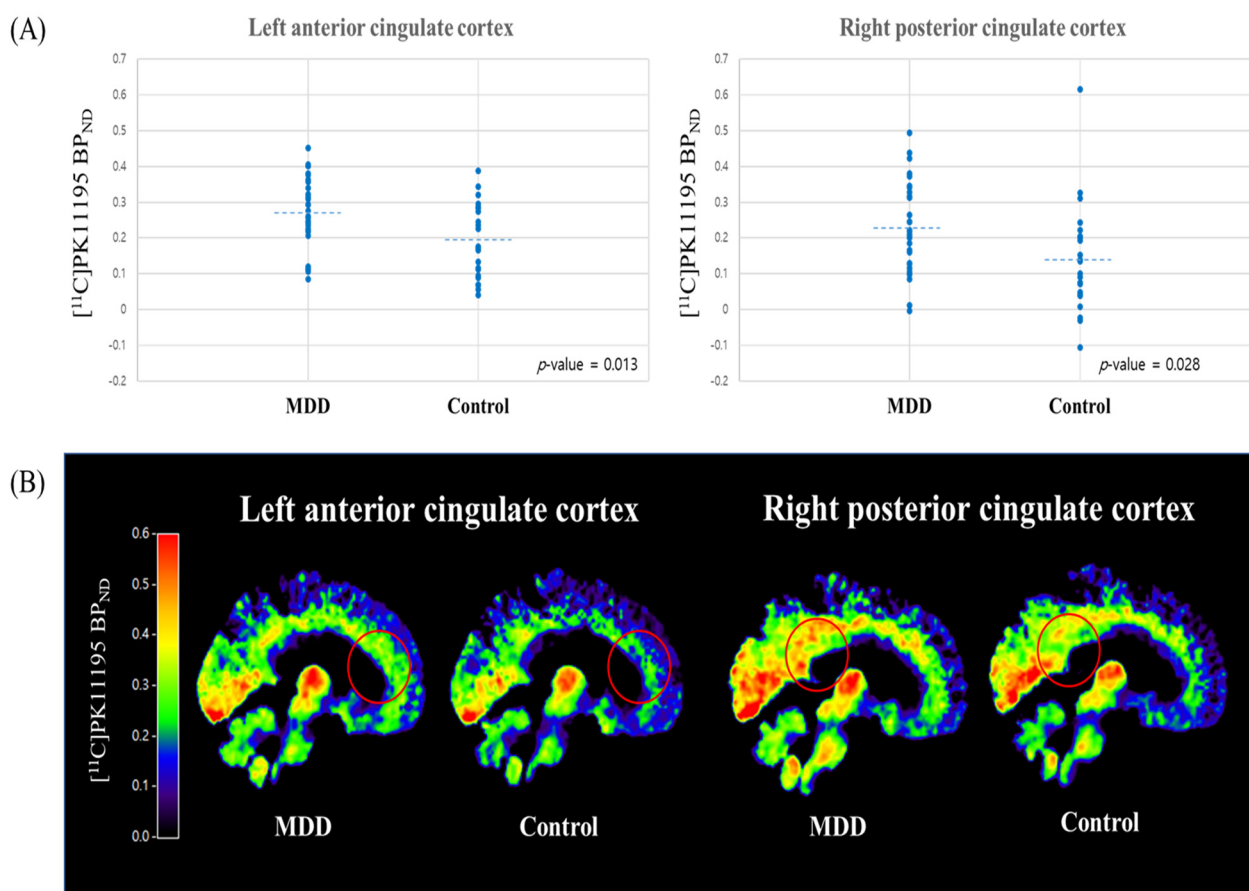 (A)
Left anterior cingulate cortex
[¹¹C]PK11195 BP_ND
0.7
0.6
0.5
0.4
0.3
0.2
0.1
0
-0.1
-0.2
p-value = 0.013
MDD Control
Right posterior cingulate cortex
[¹¹C]PK11195 BP_ND
0.7
0.6
0.5
0.4
0.3
0.2
0.1
0
-0.1
-0.2
p-value = 0.028
MDD Control
(B)
Left anterior cingulate cortex Right posterior cingulate cortex
[¹¹C]PK11195 BP_ND
0.6
0.5
0.4
0.3
0.2
0.1
0.0
MDD Control MDD Control